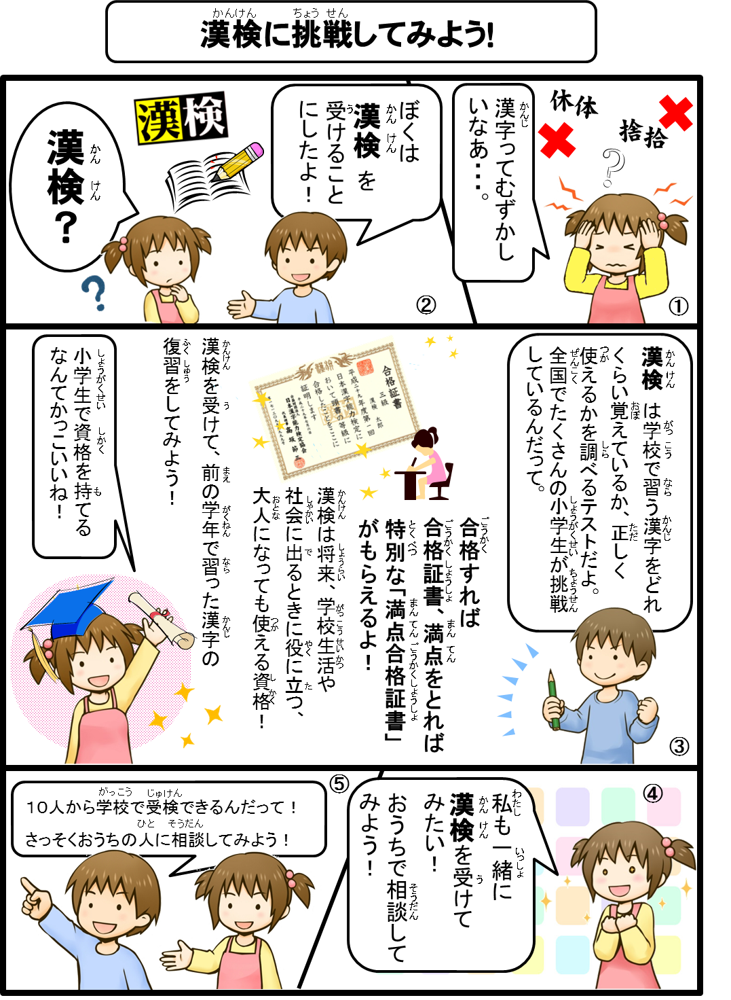 漢検に挑戦してみよう!
休体
捨拾
?
漢字ってむずかし
いなあ・・・。
①
ぼくは
漢検を
受けること
にしたよ！
漢検
漢検？
?
②
漢検は学校で習う漢字をどれ
くらい覚えているか、正しく
使えるかを調べるテストだよ。
全国でたくさんの小学生が挑戦
しているんだって。
合格すれば
合格証書、満点をとれば
特別な「満点合格証書」
がもらえるよ！
合格証書
三級
漢検 太郎
平成二十九年度第一回
日本漢字能力検定に
おいて頭書の等級に
合格したことをここに
証明します
日本漢字能力検定協会
漢検は将来、学校生活や
社会に出るときに役に立つ、
大人になっても使える資格！
漢検を受けて、前の学年で習った漢字の
復習をしてみよう！
小学生で資格を持てる
なんてかっこいいね！
③
④
私も一緒に
漢検を受けて
みたい！
おうちで相談して
みよう！
⑤
１０人から学校で受検できるんだって！
さっそくおうちの人に相談してみよう！